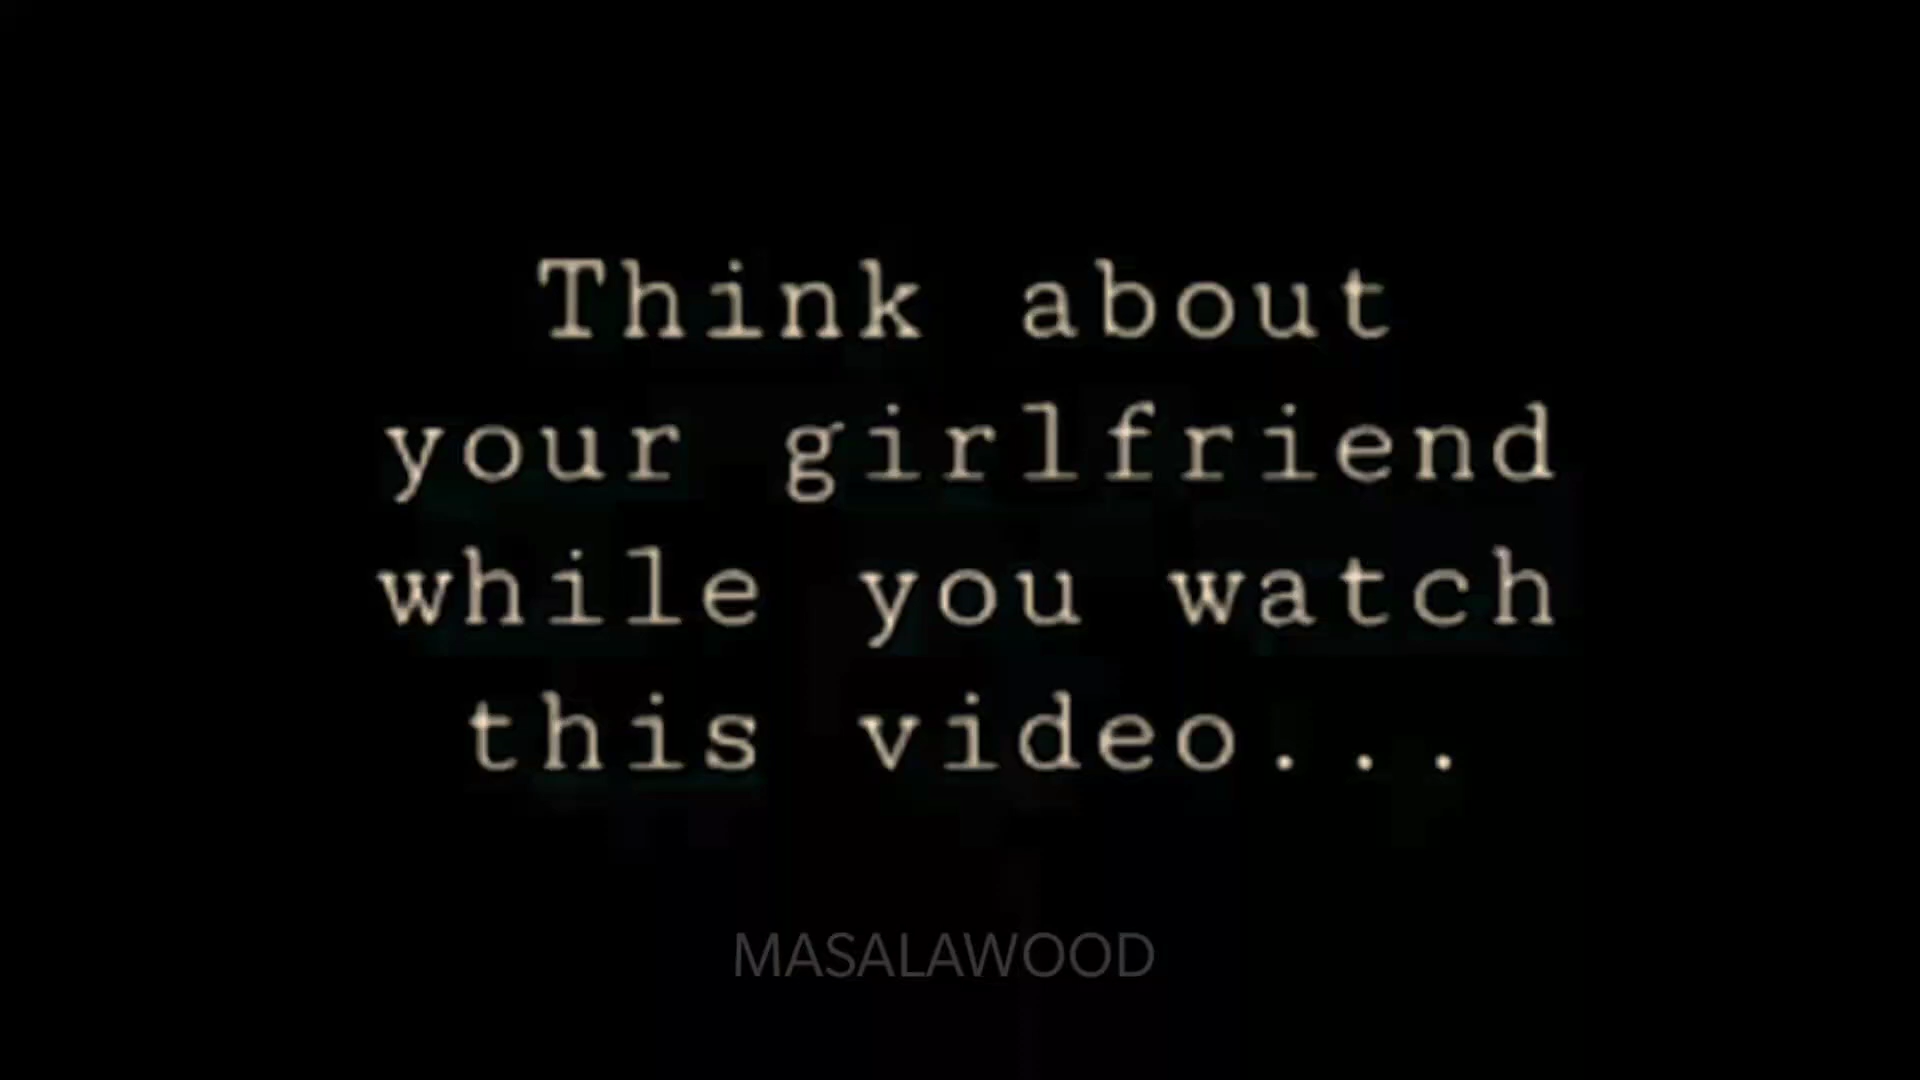 Think about
your girlfriend
while you watch
this video...
MASALAWOOD